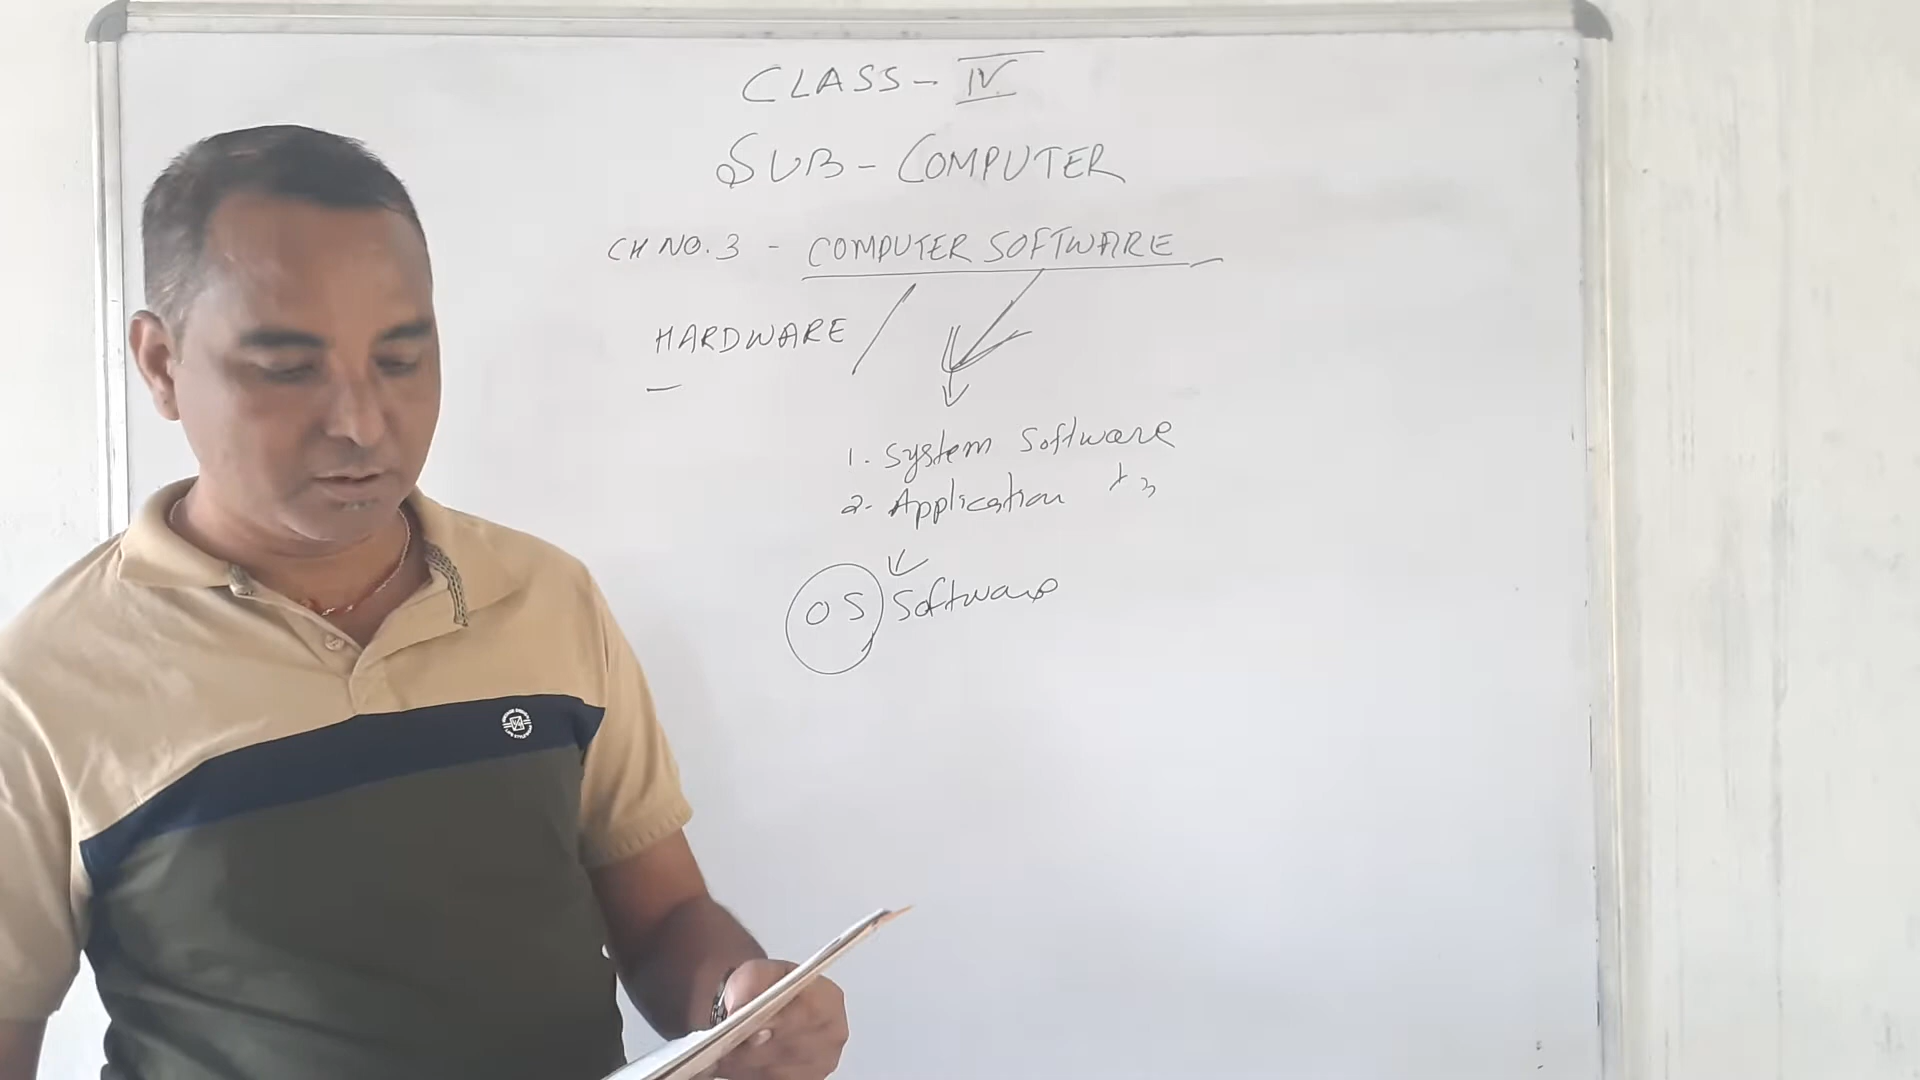 CLASS - IV
SUB - COMPUTER
CH NO. 3 - COMPUTER SOFTWARE
HARDWARE
1. System Software
2. Application
OS Software